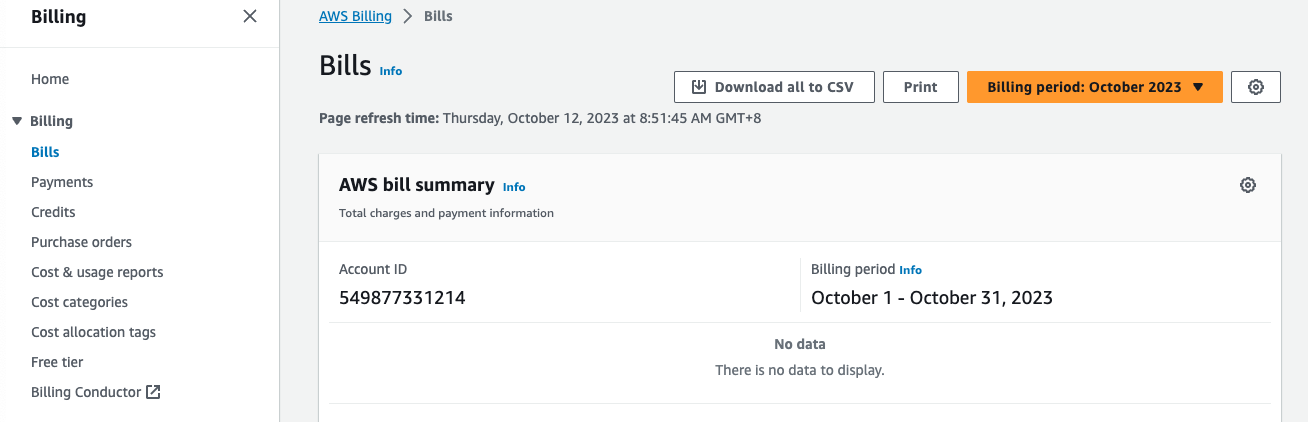 Billing
Home
Billing
Bills
Payments
Credits
Purchase orders
Cost & usage reports
Cost categories
Cost allocation tags
Free tier
Billing Conductor
AWS Billing > Bills
Bills Info
Download all to CSV Print Billing period: October 2023
Page refresh time: Thursday, October 12, 2023 at 8:51:45 AM GMT+8
AWS bill summary Info
Total charges and payment information
Account ID
549877331214
Billing period Info
October 1 - October 31, 2023
No data
There is no data to display.